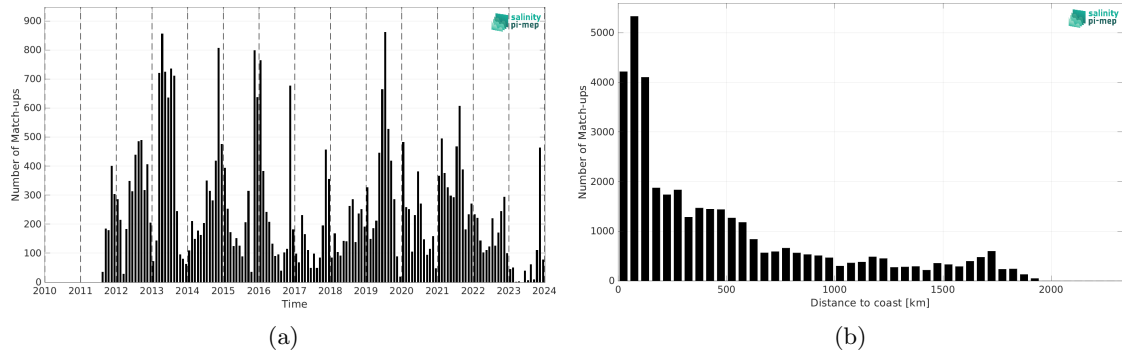 salinity
pi-mep
900
800
700
600
500
400
300
200
100
0
Number of Match-ups
2010 2011 2012 2013 2014 2015 2016 2017 2018 2019 2020 2021 2022 2023 2024
Time
(a)
salinity
pi-mep
5000
4000
3000
2000
1000
0
Number of Match-ups
0 500 1000 1500 2000
Distance to coast [km]
(b)